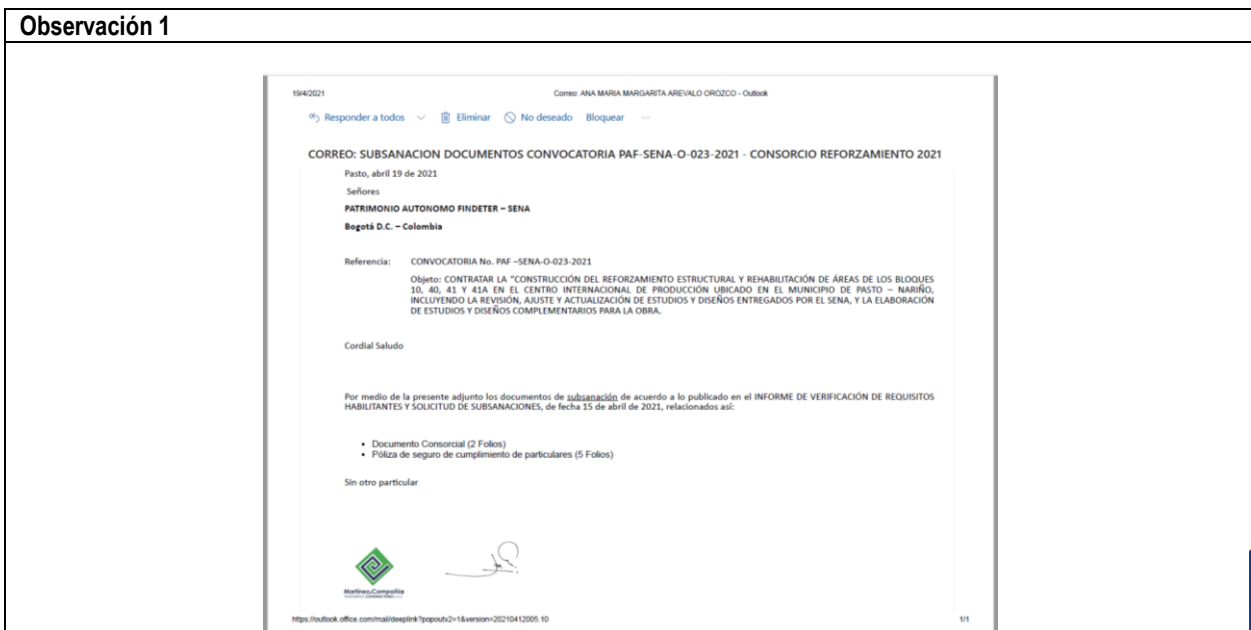 Observación 1
19/4/2021 Correo: ANA MARIA MARGARITA AREVALO OROZCO - Outlook
Responder a todos Eliminar No deseado Bloquear ...
CORREO: SUBSANACION DOCUMENTOS CONVOCATORIA PAF-SENA-O-023-2021 - CONSORCIO REFORZAMIENTO 2021
Pasto, abril 19 de 2021
Señores
PATRIMONIO AUTONOMO FINDETER – SENA
Bogotá D.C. – Colombia
Referencia: CONVOCATORIA No. PAF –SENA-O-023-2021
Objeto: CONTRATAR LA "CONSTRUCCIÓN DEL REFORZAMIENTO ESTRUCTURAL Y REHABILITACIÓN DE ÁREAS DE LOS BLOQUES
10, 40, 41 Y 41A EN EL CENTRO INTERNACIONAL DE PRODUCCIÓN UBICADO EN EL MUNICIPIO DE PASTO – NARIÑO,
INCLUYENDO LA REVISIÓN, AJUSTE Y ACTUALIZACIÓN DE ESTUDIOS Y DISEÑOS ENTREGADOS POR EL SENA, Y LA ELABORACIÓN
DE ESTUDIOS Y DISEÑOS COMPLEMENTARIOS PARA LA OBRA.
Cordial Saludo
Por medio de la presente adjunto los documentos de subsanación de acuerdo a lo publicado en el INFORME DE VERIFICACIÓN DE REQUISITOS
HABILITANTES Y SOLICITUD DE SUBSANACIONES, de fecha 15 de abril de 2021, relacionados así:
• Documento Consorcial (2 Folios)
• Póliza de seguro de cumplimiento de particulares (5 Folios)
Sin otro particular
Martinez&Compañia
https://outlook.office.com/mail/deeplink?popoutv2=1&version=20210412005.10 1/1